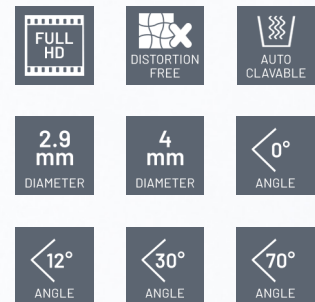 FULL
HD
DISTORTION
FREE
AUTO
CLAVABLE
2.9
mm
DIAMETER
4
mm
DIAMETER
0°
ANGLE
12°
ANGLE
30°
ANGLE
70°
ANGLE